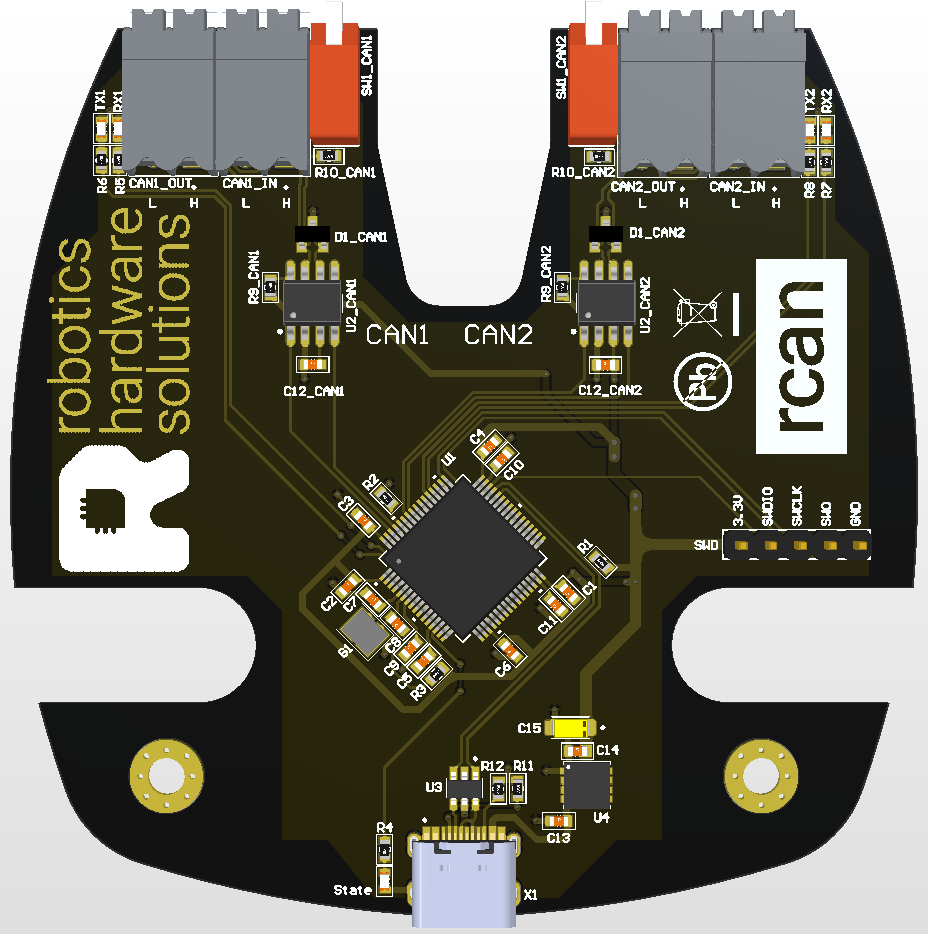 TX1
RX1
SW1_CAN1
SW1_CAN2
TX2
RX2
R6
R5
R10_CAN1
R10_CAN2
R8
R7
CAN1_OUT
CAN1_IN
CAN2_OUT
CAN2_IN
L H L H
L H L H
D1_CAN1
D1_CAN2
R9_CAN1
R9_CAN2
U2_CAN1
U2_CAN2
CAN1 CAN2
C12_CAN1
C12_CAN2
robotics
hardware
solutions
Pb
rcan
C4
C10
U1
R2
C3
3.3V
SWDIO
SWCLK
SWO
GND
SWD
R1
C1
C11
C2
C7
C8
C9
C5
R3
C6
C15
C14
U3
R12
R11
U4
C13
R4
State
X1